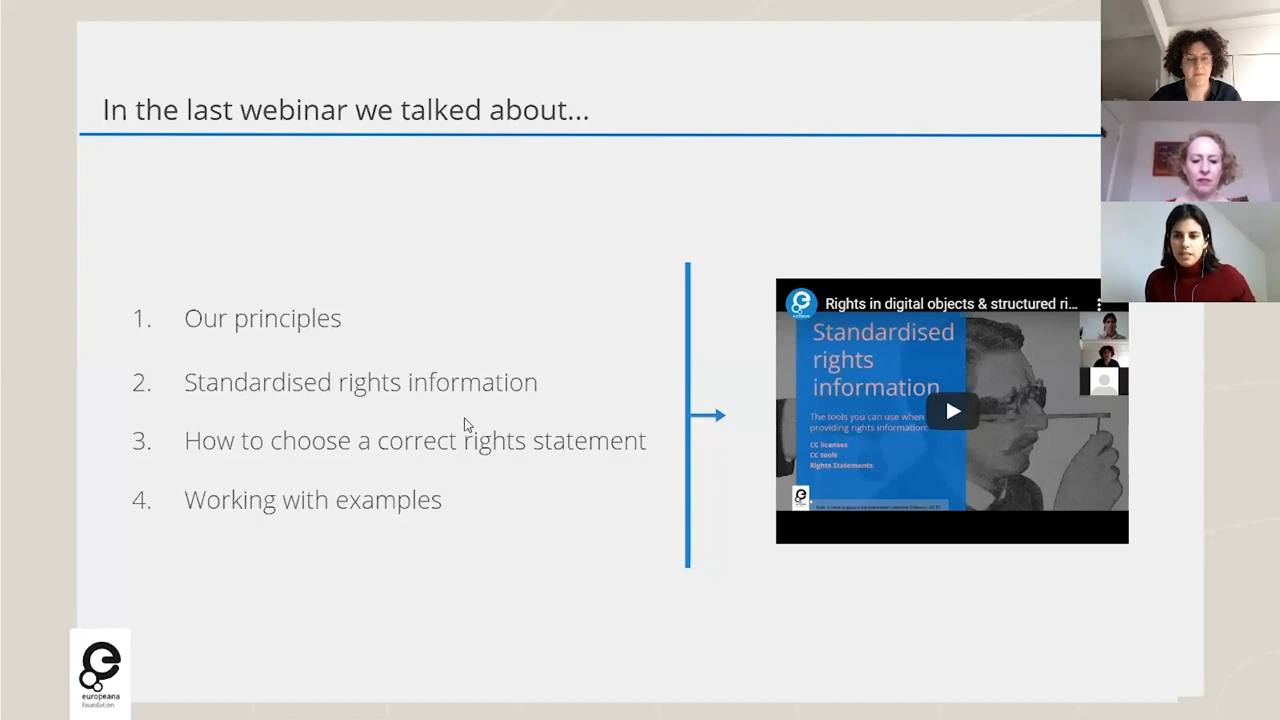 In the last webinar we talked about...
1. Our principles
2. Standardised rights information
3. How to choose a correct rights statement
4. Working with examples
Rights in digital objects & structured ri...
Standardised
rights
information
The tools you can use when
providing rights information:
CC licenses
CC tools
Rights Statements
europeana
foundation